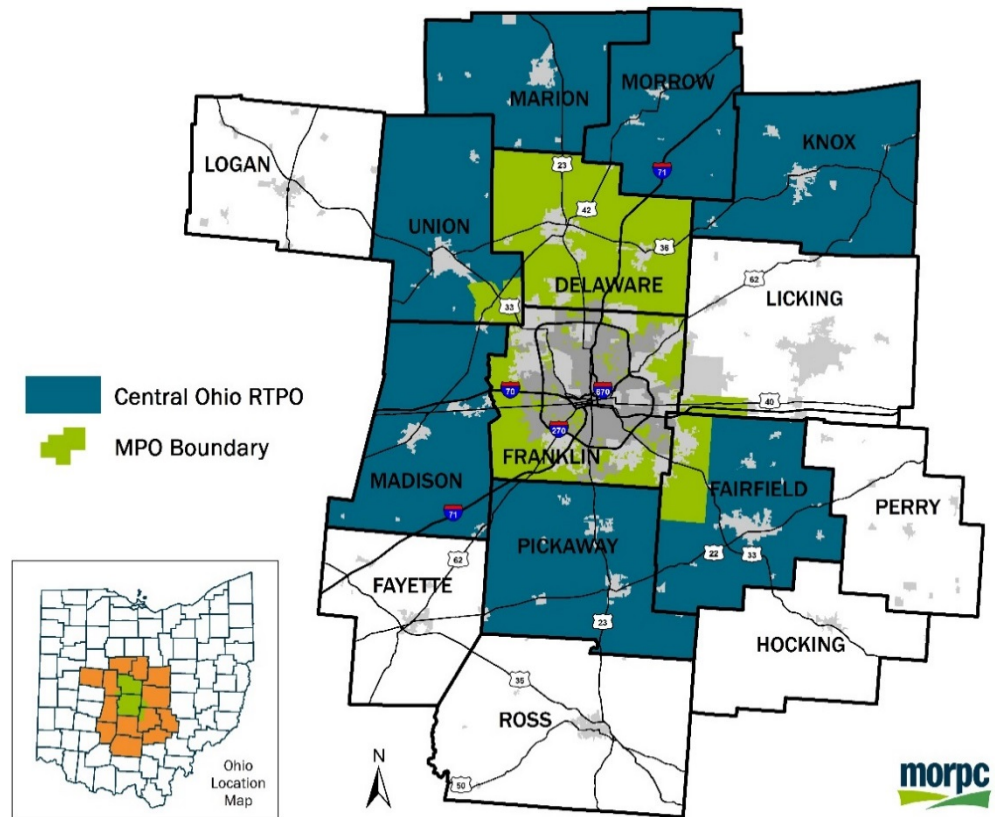 MARION
MORROW
KNOX
LOGAN
23
71
42
UNION
36
DELAWARE
62
LICKING
33
Central Ohio RTPO
70
670
40
MPO Boundary
270
FRANKLIN
MADISON
FAIRFIELD
PERRY
71
PICKAWAY
22
33
62
FAYETTE
23
HOCKING
35
ROSS
Ohio
Location
Map
N
50
morpc